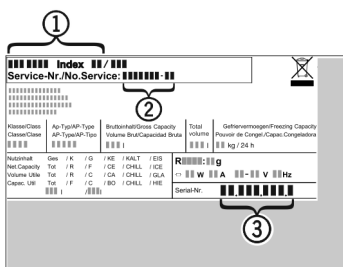 1
Index /
Service-Nr./No.Service: -
2
Klasse/Class Ap-Typ/AP-Type Bruttoinhalt/Gross Capacity Total Gefriervermoegen/Freezing Capacity
Classe/Clase AP-Type/AP-Tipo Volume Brut/Capacidad Bruta volume Pouvoir de Congel./Capac.Congeladora
l l kg / 24 h
Nutzinhalt Ges / K / G / KE / KALT / EIS
Net.Capacity Tot / R / F / CE / CHILL / ICE
Volume Utile Tot / R / C / CA / CHILL / GLA
Capac. Util Tot / F / C / BO / CHILL / HIE
l / l
R : g
W A - V Hz
Serial-Nr. , , ,
3